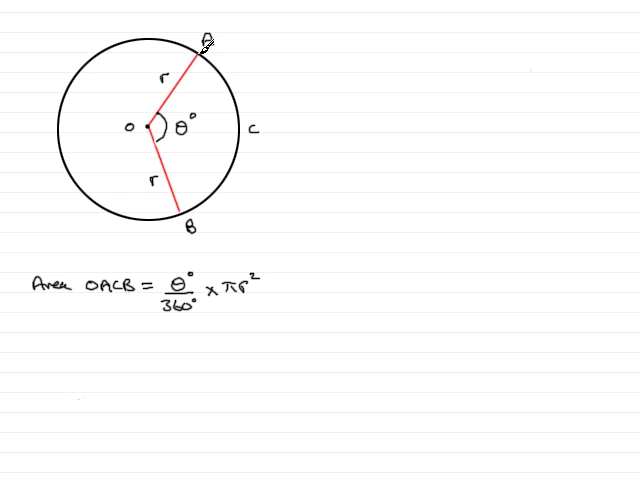 A
r
O θ° C
r
B
Area OACB = θ°/360° × πr²